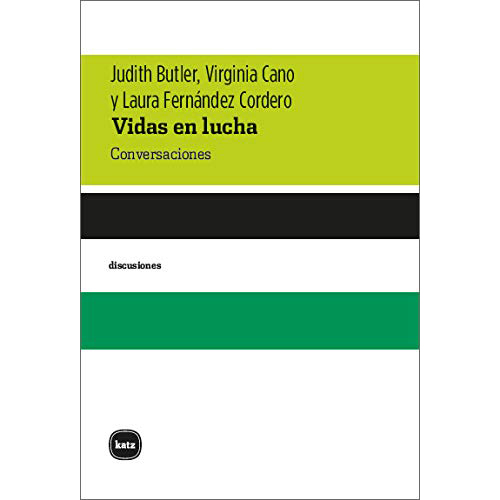 Judith Butler, Virginia Cano
y Laura Fernández Cordero
Vidas en lucha
Conversaciones
discusiones
katz